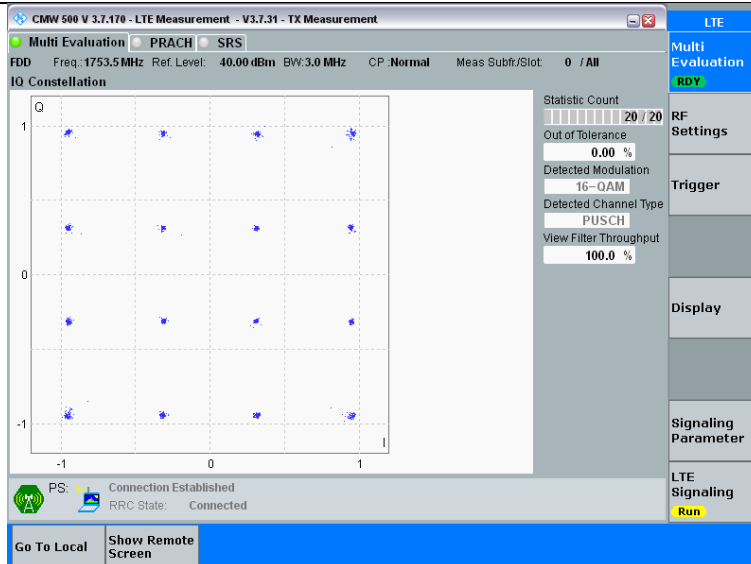 CMW 500 V 3.7.170 - LTE Measurement - V3.7.31 - TX Measurement
Multi Evaluation PRACH SRS
FDD Freq.:1753.5 MHz Ref. Level: 40.00 dBm BW:3.0 MHz CP :Normal Meas Subfr./Slot: 0 / All
IQ Constellation
Q
1
0
-1
-1 0 1
I
Statistic Count
20 / 20
Out of Tolerance
0.00 %
Detected Modulation
16-QAM
Detected Channel Type
PUSCH
View Filter Throughput
100.0 %
PS: Connection Established
RRC State: Connected
LTE
Multi
Evaluation
RDY
RF
Settings
Trigger
Display
Signaling
Parameter
LTE
Signaling
Run
Go To Local
Show Remote
Screen